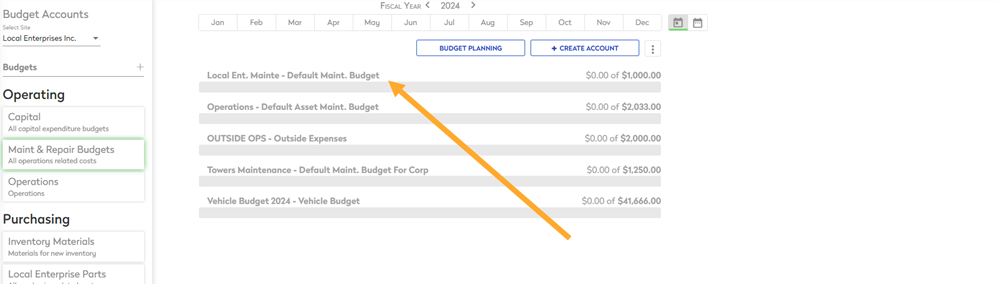 Budget Accounts
Select Site
Local Enterprises Inc.
Budgets
Operating
Capital
All capital expenditure budgets
Maint & Repair Budgets
All operations related costs
Operations
Operations
Purchasing
Inventory Materials
Materials for new inventory
Local Enterprise Parts
Fiscal Year 2024
Jan Feb Mar Apr May Jun Jul Aug Sep Oct Nov Dec
BUDGET PLANNING + CREATE ACCOUNT
Local Ent. Mainte - Default Maint. Budget $0.00 of $1,000.00
Operations - Default Asset Maint. Budget $0.00 of $2,033.00
OUTSIDE OPS - Outside Expenses $0.00 of $2,000.00
Towers Maintenance - Default Maint. Budget For Corp $0.00 of $1,250.00
Vehicle Budget 2024 - Vehicle Budget $0.00 of $41,666.00